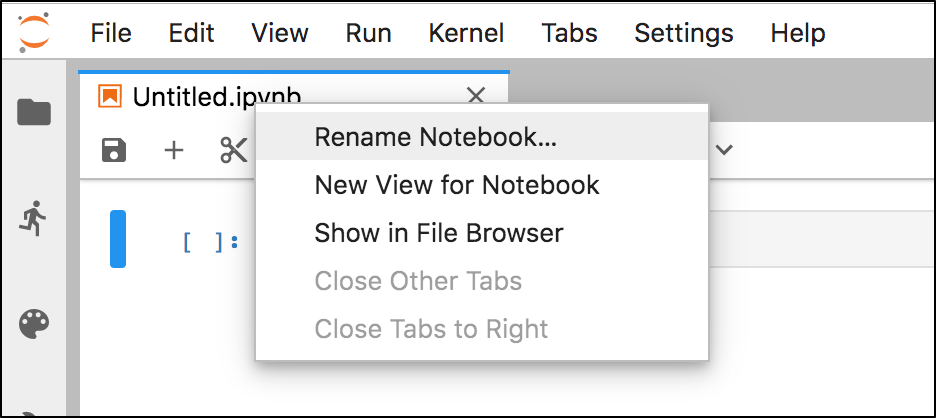 File Edit View Run Kernel Tabs Settings Help
Untitled.ipynb
Rename Notebook...
New View for Notebook
[ ]:
Show in File Browser
Close Other Tabs
Close Tabs to Right